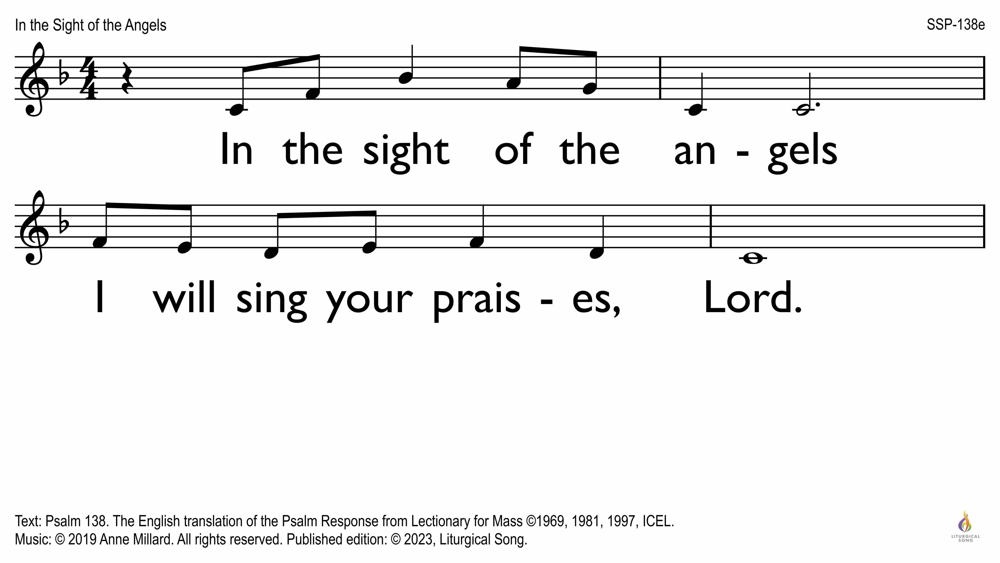 In the Sight of the Angels SSP-138e
4
4
In the sight of the an - gels
I will sing your prais - es, Lord.
Text: Psalm 138. The English translation of the Psalm Response from Lectionary for Mass ©1969, 1981, 1997, ICEL.
Music: © 2019 Anne Millard. All rights reserved. Published edition: © 2023, Liturgical Song.
LITURGICAL
SONG